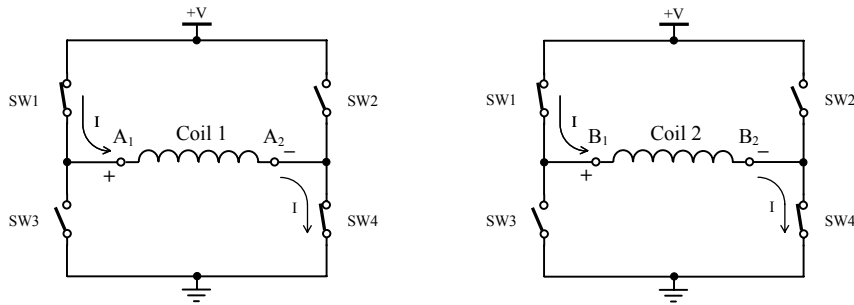 +V
SW1
SW2
I
A₁
Coil 1
A₂
+
−
SW3
I
SW4
+V
SW1
SW2
I
B₁
Coil 2
B₂
+
−
SW3
I
SW4